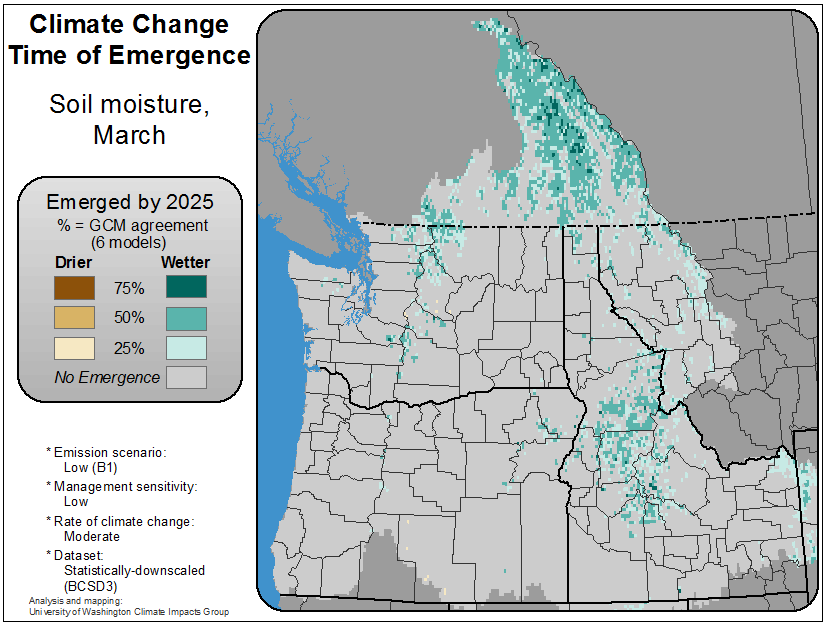 Climate Change
Time of Emergence
Soil moisture,
March
Emerged by 2025
% = GCM agreement
(6 models)
Drier Wetter
75%
50%
25%
No Emergence
* Emission scenario:
Low (B1)
* Management sensitivity:
Low
* Rate of climate change:
Moderate
* Dataset:
Statistically-downscaled
(BCSD3)
Analysis and mapping:
University of Washington Climate Impacts Group